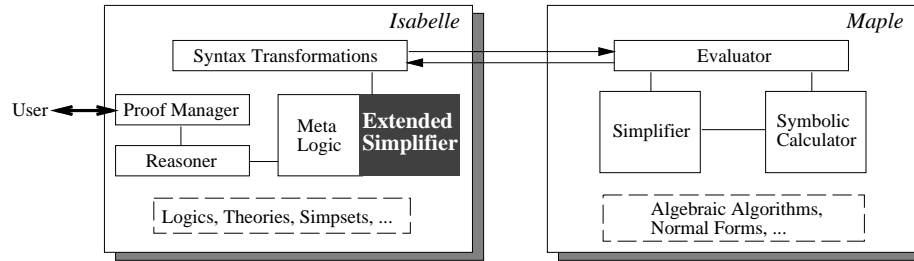 Isabelle
Maple
Syntax Transformations
Evaluator
User
Proof Manager
Meta
Logic
Extended
Simplifier
Simplifier
Symbolic
Calculator
Reasoner
Logics, Theories, Simpsets, ...
Algebraic Algorithms,
Normal Forms, ...